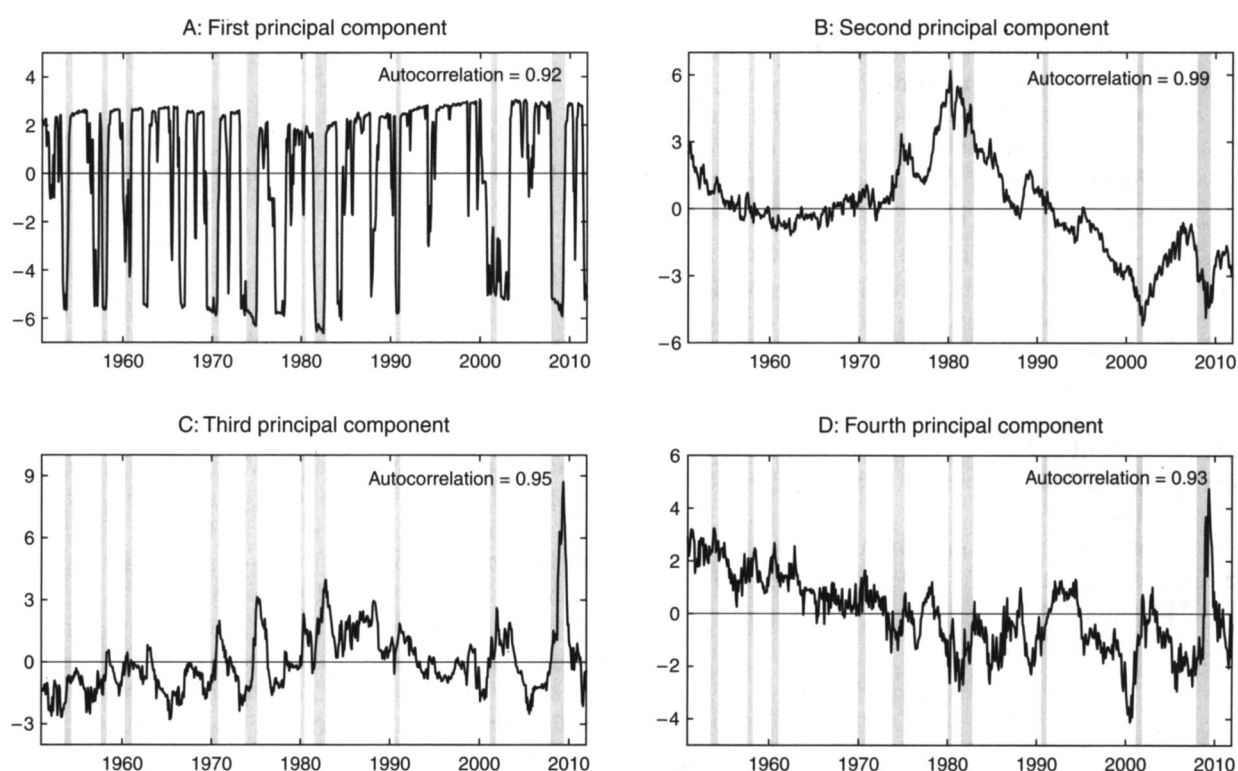 A: First principal component
Autocorrelation = 0.92
4
2
0
−2
−4
−6
1960 1970 1980 1990 2000 2010
B: Second principal component
Autocorrelation = 0.99
6
3
0
−3
−6
1960 1970 1980 1990 2000 2010
C: Third principal component
Autocorrelation = 0.95
9
6
3
0
−3
1960 1970 1980 1990 2000 2010
D: Fourth principal component
6
Autocorrelation = 0.93
4
2
0
−2
−4
1960 1970 1980 1990 2000 2010